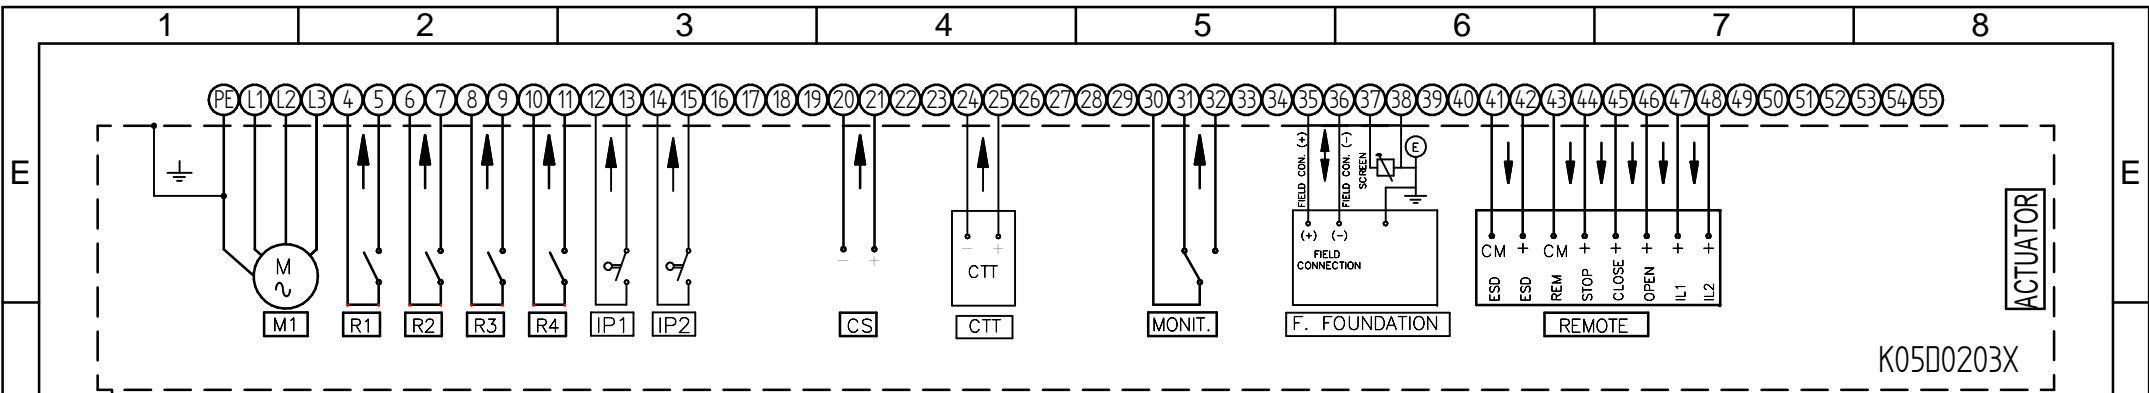 1 2 3 4 5 6 7 8
PE L1 L2 L3 4 5 6 7 8 9 10 11 12 13 14 15 16 17 18 19 20 21 22 23 24 25 26 27 28 29 30 31 32 33 34 35 36 37 38 39 40 41 42 43 44 45 46 47 48 49 50 51 52 53 54 55
E E
FIELD CON. (+)
FIELD CON. (-)
SCREEN
E
M
- +
- +
CTT
(+) (-)
FIELD
CONNECTION
CM + CM + + + + +
ESD ESD REM STOP CLOSE OPEN IL1 IL2
ACTUATOR
M1 R1 R2 R3 R4 IP1 IP2 CS CTT MONIT. F. FOUNDATION REMOTE
K05D0203X